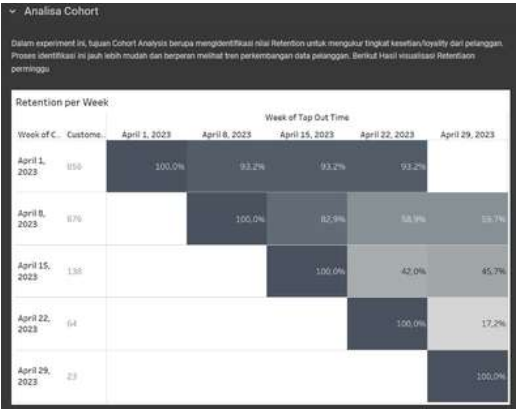 Analisa Cohort
Dalam experiment ini, tujuan Cohort Analysis berupa mengidentifikasi nilai Retention untuk mengukur tingkat kesetian/loyality dari pelanggan.
Proses identifikasi ini jauh lebih mudah dan berperan melihat tren perkembangan data pelanggan. Berikut Hasil visualisasi Retentiaon
perminggu
Retention per Week
Week of Tap Out Time
Week of C.. Custome.. April 1, 2023 April 8, 2023 April 15, 2023 April 22, 2023 April 29, 2023
April 1, 2023 856 100,0% 93,2% 93,2% 93,2%
April 8, 2023 876 100,0% 82,9% 58,9% 59,7%
April 15, 2023 138 100,0% 42,0% 45,7%
April 22, 2023 64 100,0% 17,2%
April 29, 2023 23 100,0%